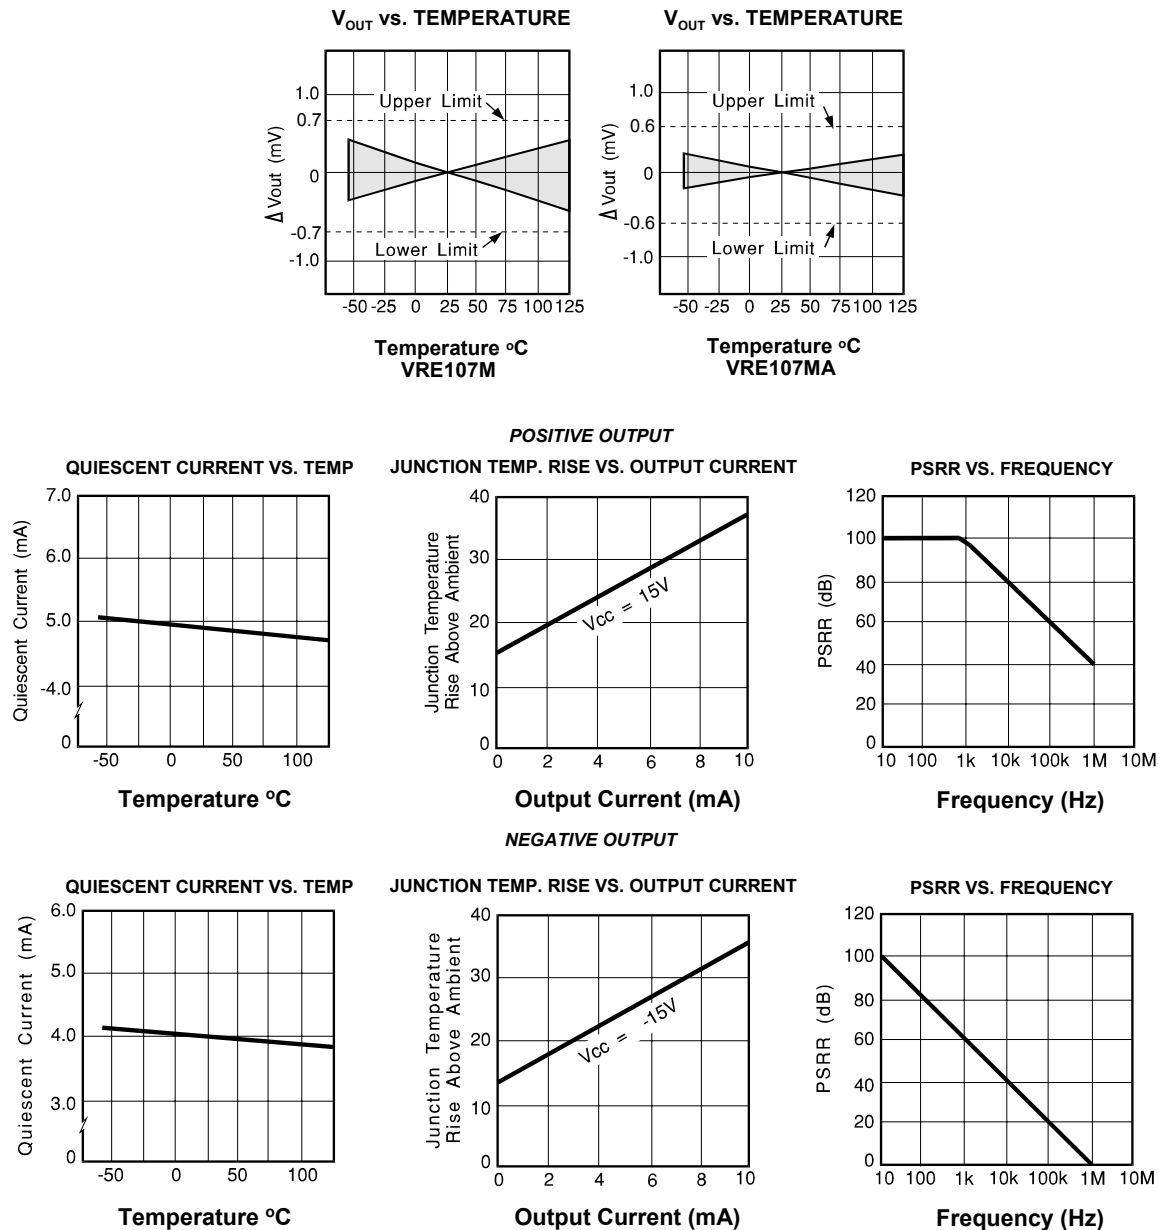 VOUT vs. TEMPERATURE
1.0
0.7
0
-0.7
-1.0
Δ Vout (mV)
Upper Limit
Lower Limit
-50 -25 0 25 50 75 100 125
Temperature oC
VRE107M
VOUT vs. TEMPERATURE
1.0
0.6
0
-0.6
-1.0
Δ Vout (mV)
Upper Limit
Lower Limit
-50 -25 0 25 50 75 100 125
Temperature oC
VRE107MA
POSITIVE OUTPUT
QUIESCENT CURRENT VS. TEMP
7.0
6.0
5.0
-4.0
0
Quiescent Current (mA)
-50 0 50 100
Temperature oC
JUNCTION TEMP. RISE VS. OUTPUT CURRENT
40
30
20
10
0
Junction Temperature
Rise Above Ambient
Vcc = 15V
0 2 4 6 8 10
Output Current (mA)
PSRR VS. FREQUENCY
120
100
80
60
40
20
0
PSRR (dB)
10 100 1k 10k 100k 1M 10M
Frequency (Hz)
NEGATIVE OUTPUT
QUIESCENT CURRENT VS. TEMP
6.0
5.0
4.0
3.0
0
Quiescent Current (mA)
-50 0 50 100
Temperature oC
JUNCTION TEMP. RISE VS. OUTPUT CURRENT
40
30
20
10
0
Junction Temperature
Rise Above Ambient
Vcc = -15V
0 2 4 6 8 10
Output Current (mA)
PSRR VS. FREQUENCY
120
100
80
60
40
20
0
PSRR (dB)
10 100 1k 10k 100k 1M 10M
Frequency (Hz)